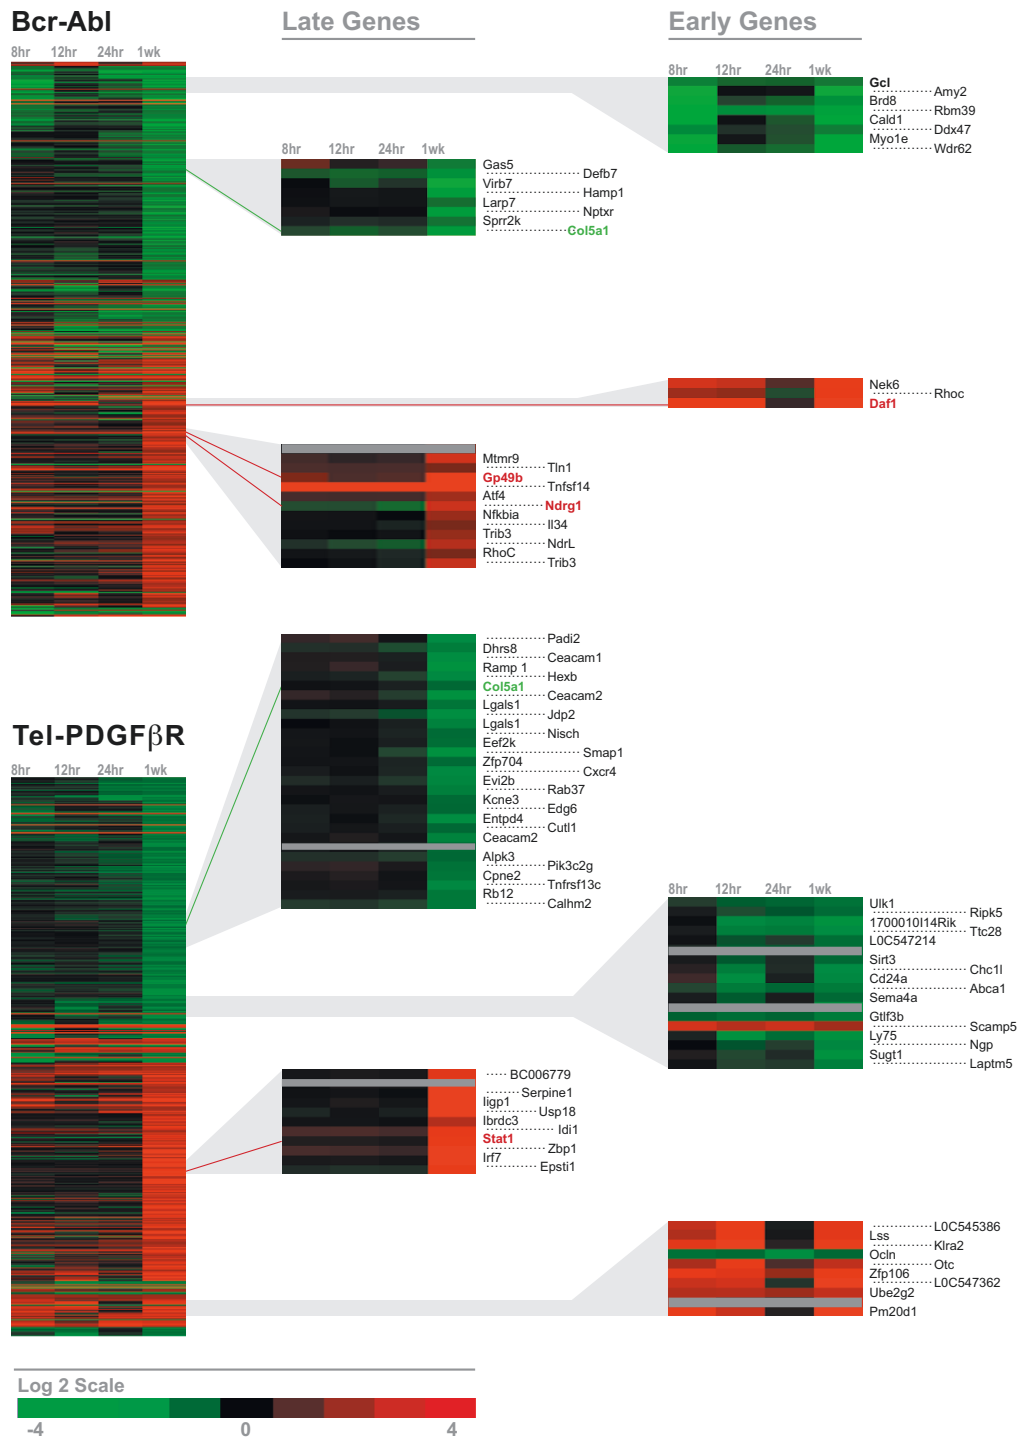 Bcr-Abl
Late Genes
Early Genes
8hr 12hr 24hr 1wk
8hr 12hr 24hr 1wk
Gcl
Amy2
Brd8
Rbm39
Cald1
Ddx47
Myo1e
Wdr62
8hr 12hr 24hr 1wk
Gas5
Defb7
Virb7
Hamp1
Larp7
Nptxr
Sprr2k
Col5a1
Nek6
Rhoc
Daf1
Mtmr9
Tln1
Gp49b
Tnfsf14
Atf4
Ndrg1
Nfkbia
Il34
Trib3
NdrL
RhoC
Trib3
Padi2
Dhrs8
Ceacam1
Ramp 1
Hexb
Col5a1
Ceacam2
Lgals1
Jdp2
Lgals1
Nisch
Eef2k
Smap1
Zfp704
Cxcr4
Evi2b
Rab37
Kcne3
Edg6
Entpd4
Cutl1
Ceacam2
Alpk3
Pik3c2g
Cpne2
Tnfrsf13c
Rb12
Calhm2
Tel-PDGFβR
8hr 12hr 24hr 1wk
8hr 12hr 24hr 1wk
Ulk1
Ripk5
1700010I14Rik
Ttc28
L0C547214
Sirt3
Chc1l
Cd24a
Abca1
Sema4a
Gtlf3b
Scamp5
Ly75
Ngp
Sugt1
Laptm5
BC006779
Serpine1
Iigp1
Usp18
Ibrdc3
Idi1
Stat1
Zbp1
Irf7
Epsti1
L0C545386
Lss
Klra2
Ocln
Otc
Zfp106
L0C547362
Ube2g2
Pm20d1
Log 2 Scale
-4 0 4